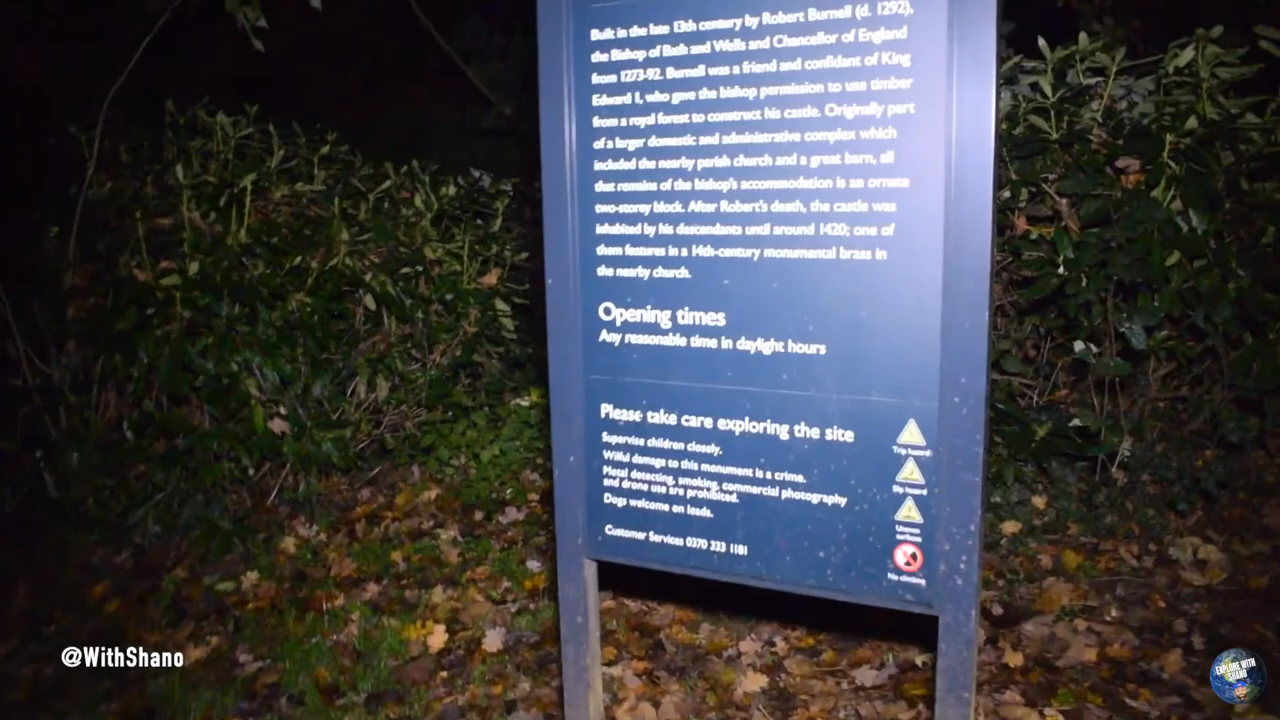 Built in the late 13th century by Robert Burnell (d. 1292),
the Bishop of Bath and Wells and Chancellor of England
from 1273-92. Burnell was a friend and confidant of King
Edward I, who gave the bishop permission to use timber
from a royal forest to construct his castle. Originally part
of a larger domestic and administrative complex which
included the nearby parish church and a great barn, all
that remains of the bishop's accommodation is an ornate
two-storey block. After Robert's death, the castle was
inhabited by his descendants until around 1420; one of
them features in a 14th-century monumental brass in
the nearby church.
Opening times
Any reasonable time in daylight hours
Please take care exploring the site
Supervise children closely.
Wilful damage to this monument is a crime.
Metal detecting, smoking, commercial photography
and drone use are prohibited.
Dogs welcome on leads.
Customer Services 0370 333 1181
Trip hazard
Slip hazard
Uneven
surfaces
No climbing
@WithShano
EXPLORE WITH
SHANO